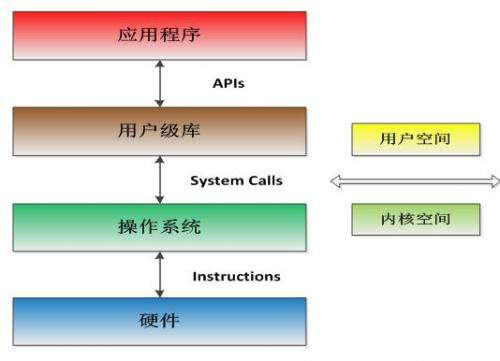 应用程序
APIs
用户级库
用户空间
System Calls
内核空间
操作系统
Instructions
硬件